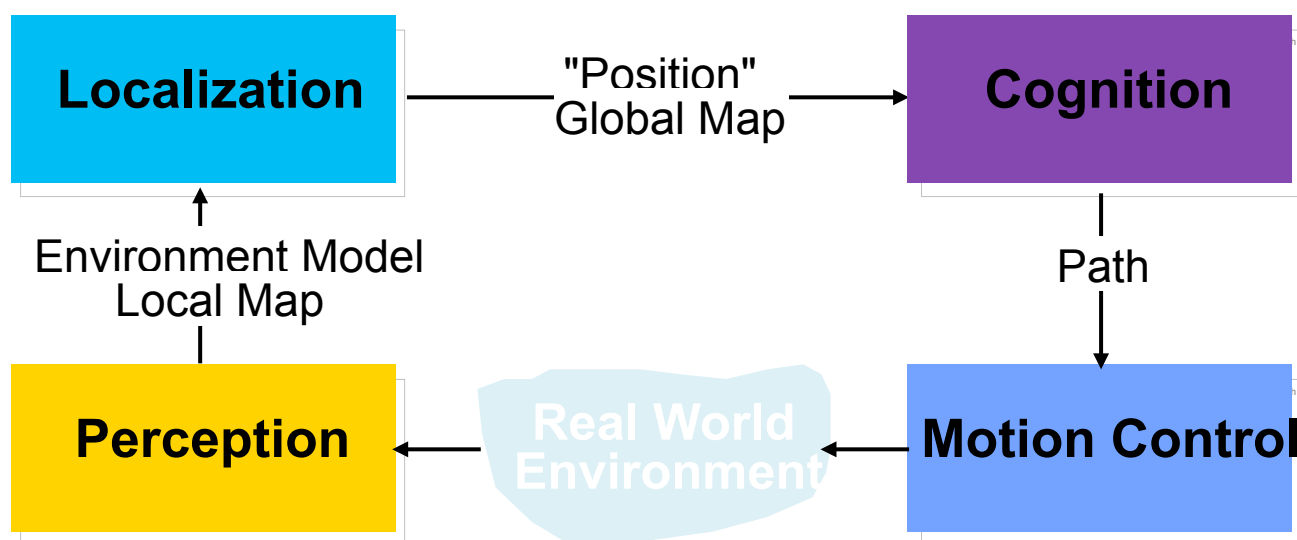 Localization
"Position"
Global Map
Cognition
Environment Model
Local Map
Path
Perception
Real World
Environment
Motion Control